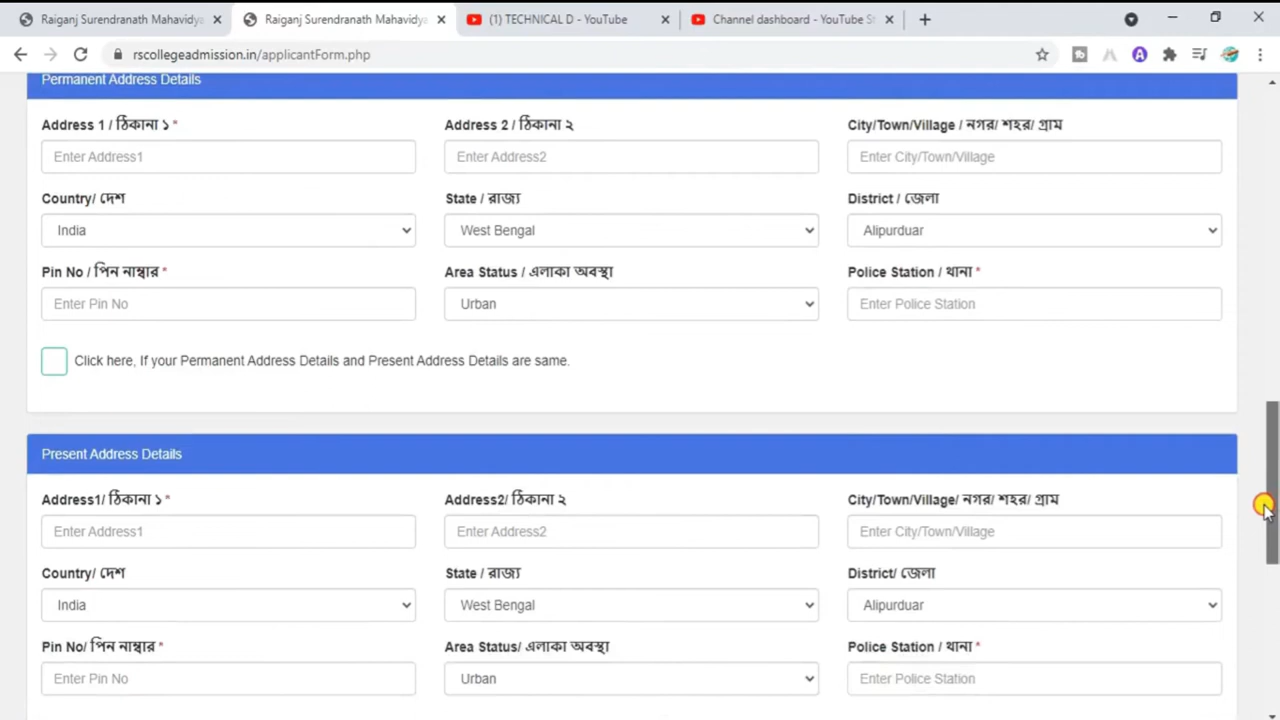 Raiganj Surendranath Mahavidya
Raiganj Surendranath Mahavidya
(1) TECHNICAL D - YouTube
Channel dashboard - YouTube St
rscollegeadmission.in/applicantForm.php
Permanent Address Details
Address 1 / ঠিকানা ১ *
Address 2 / ঠিকানা ২
City/Town/Village / নগর/ শহর/ গ্রাম
Enter Address1
Enter Address2
Enter City/Town/Village
Country/ দেশ
State / রাজ্য
District / জেলা
India
West Bengal
Alipurduar
Pin No / পিন নাম্বার *
Area Status / এলাকা অবস্থা
Police Station / থানা *
Enter Pin No
Urban
Enter Police Station
Click here, If your Permanent Address Details and Present Address Details are same.
Present Address Details
Address1/ ঠিকানা ১ *
Address2/ ঠিকানা ২
City/Town/Village/ নগর/ শহর/ গ্রাম
Enter Address1
Enter Address2
Enter City/Town/Village
Country/ দেশ
State / রাজ্য
District/ জেলা
India
West Bengal
Alipurduar
Pin No/ পিন নাম্বার *
Area Status/ এলাকা অবস্থা
Police Station / থানা *
Enter Pin No
Urban
Enter Police Station